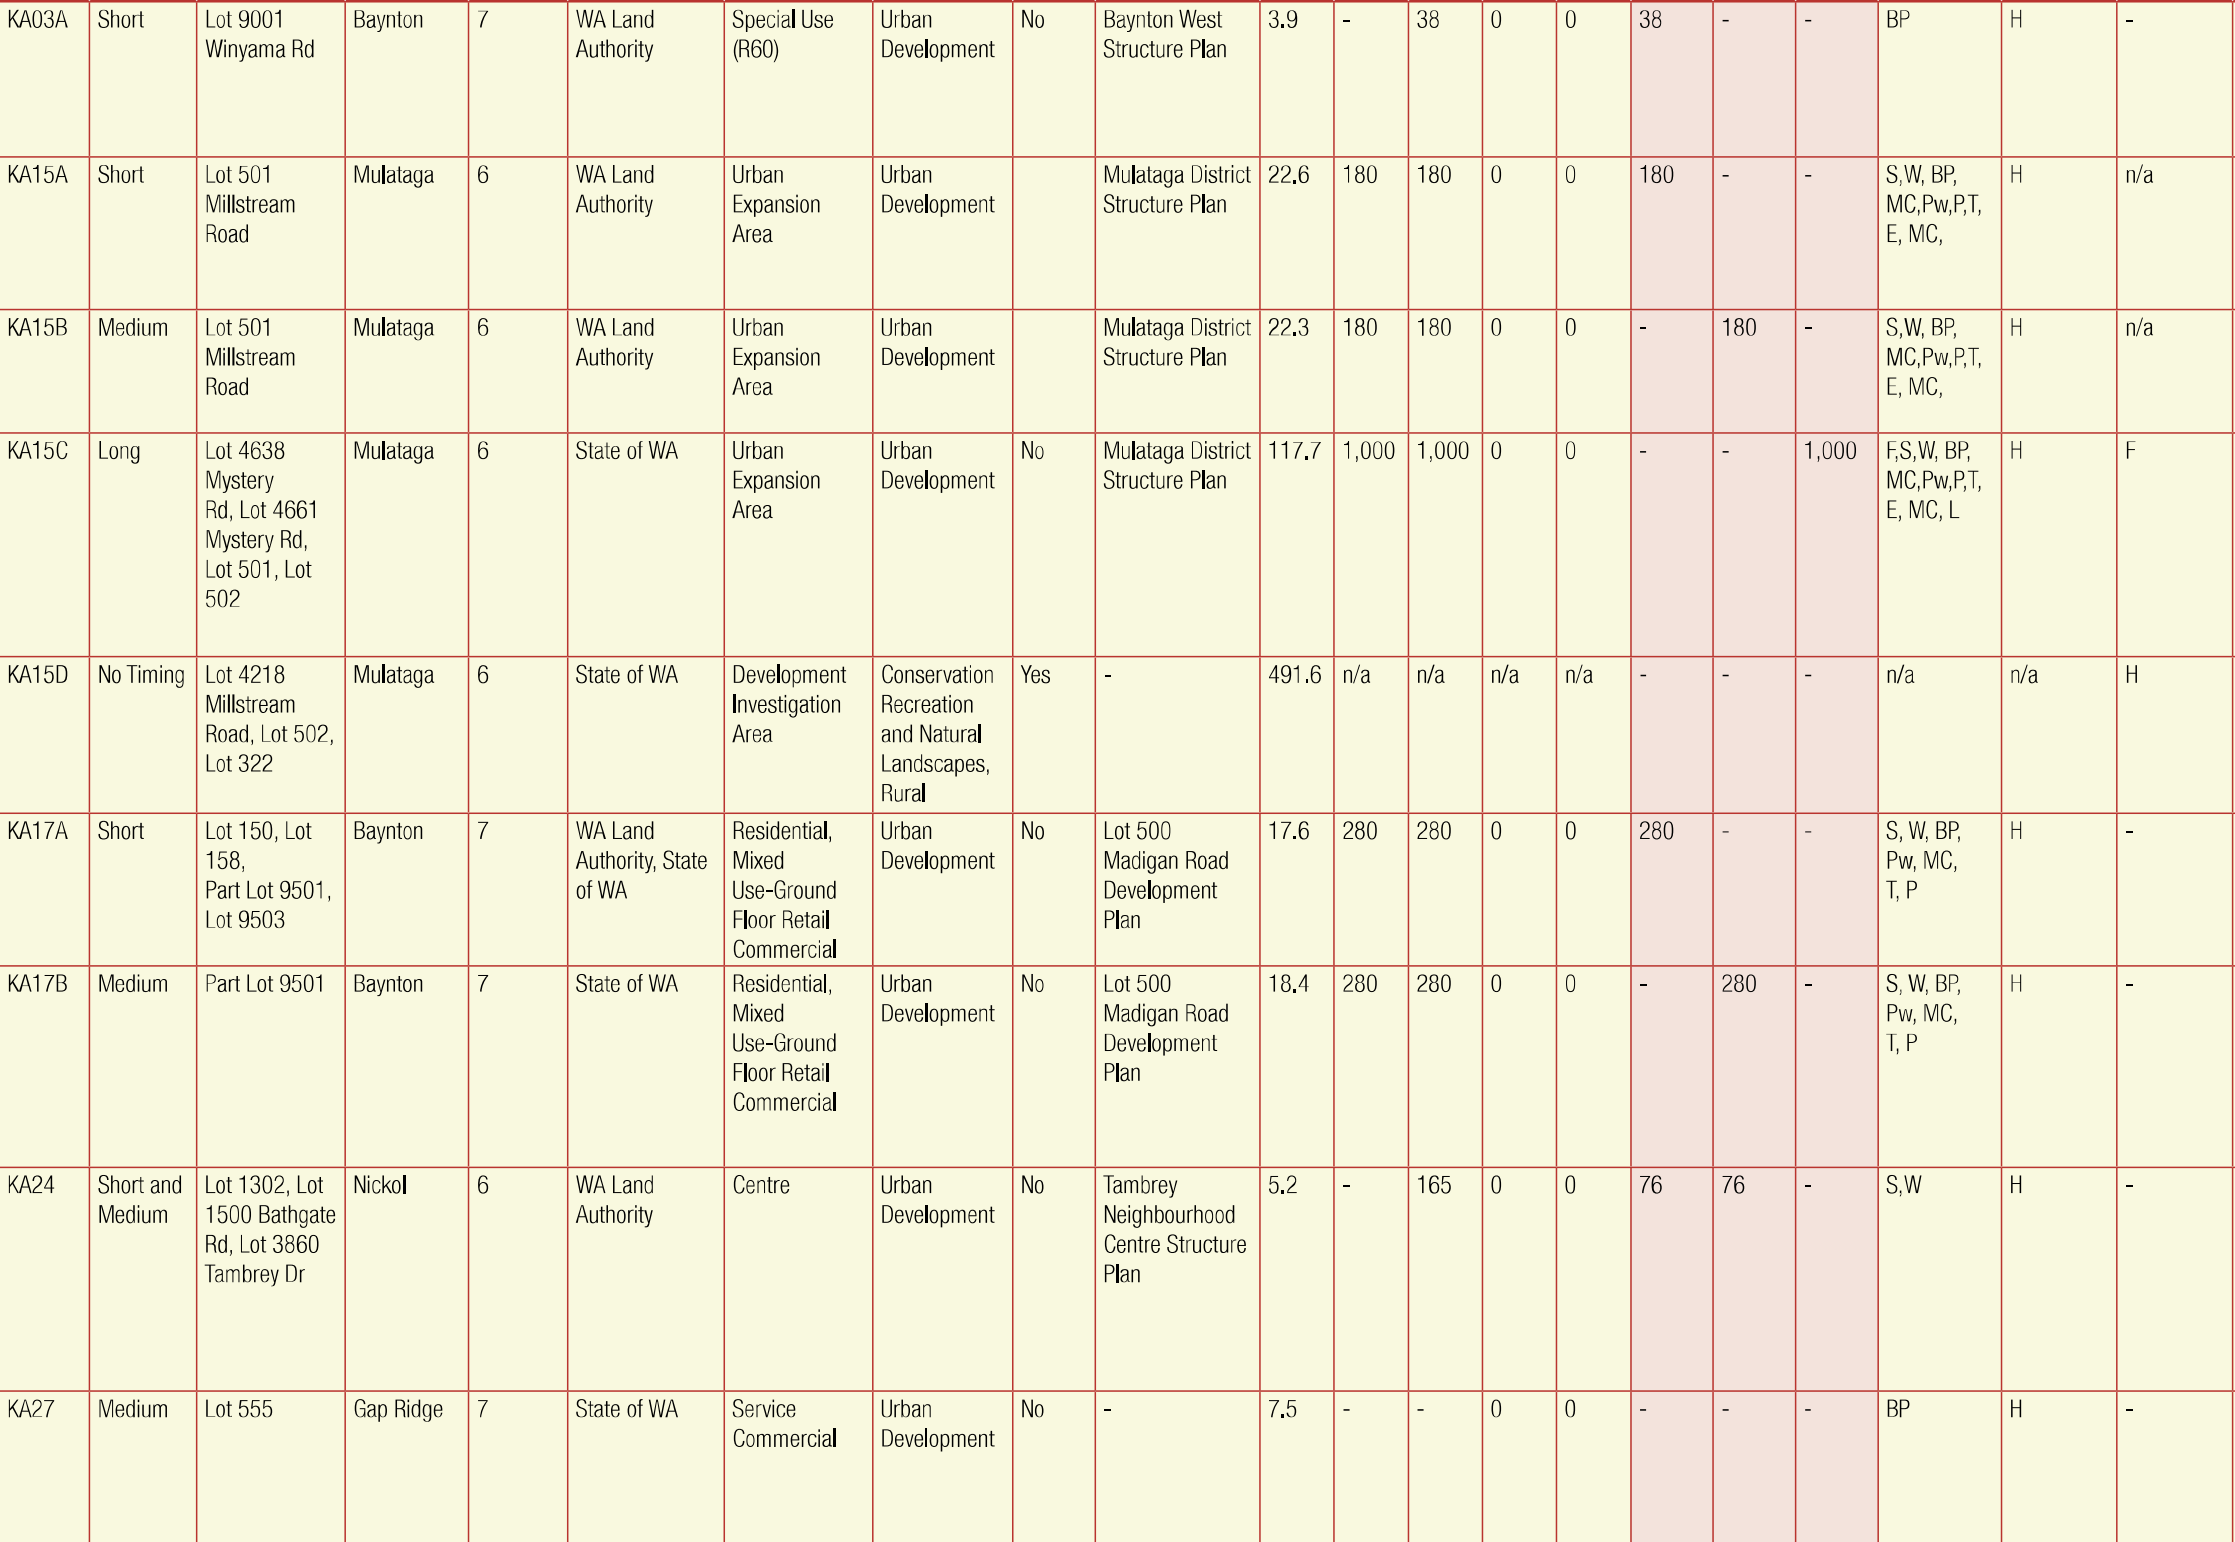 KA03A Short Lot 9001 Baynton 7 WA Land Special Use Urban No Baynton West 3.9 - 38 0 0 38 - - BP H -
Winyama Rd Authority (R60) Development Structure Plan
KA15A Short Lot 501 Mulataga 6 WA Land Urban Urban Mulataga District 22.6 180 180 0 0 180 - - S,W, BP, H n/a
Millstream Authority Expansion Development Structure Plan MC,Pw,P,T,
Road Area E, MC,
KA15B Medium Lot 501 Mulataga 6 WA Land Urban Urban Mulataga District 22.3 180 180 0 0 - 180 - S,W, BP, H n/a
Millstream Authority Expansion Development Structure Plan MC,Pw,P,T,
Road Area E, MC,
KA15C Long Lot 4638 Mulataga 6 State of WA Urban Urban No Mulataga District 117.7 1,000 1,000 0 0 - - 1,000 F,S,W, BP, H F
Mystery Expansion Development Structure Plan MC,Pw,P,T,
Rd, Lot 4661 Area E, MC, L
Mystery Rd,
Lot 501, Lot
502
KA15D No Timing Lot 4218 Mulataga 6 State of WA Development Conservation Yes - 491.6 n/a n/a n/a n/a - - - n/a n/a H
Millstream Investigation Recreation
Road, Lot 502, Area and Natural
Lot 322 Landscapes,
Rural
KA17A Short Lot 150, Lot Baynton 7 WA Land Residential, Urban No Lot 500 17.6 280 280 0 0 280 - - S, W, BP, H -
158, Authority, State Mixed Development Madigan Road Pw, MC,
Part Lot 9501, of WA Use-Ground Development T, P
Lot 9503 Floor Retail Plan
Commercial
KA17B Medium Part Lot 9501 Baynton 7 State of WA Residential, Urban No Lot 500 18.4 280 280 0 0 - 280 - S, W, BP, H -
Mixed Development Madigan Road Pw, MC,
Use-Ground Development T, P
Floor Retail Plan
Commercial
KA24 Short and Lot 1302, Lot Nickol 6 WA Land Centre Urban No Tambrey 5.2 - 165 0 0 76 76 - S,W H -
Medium 1500 Bathgate Authority Development Neighbourhood
Rd, Lot 3860 Centre Structure
Tambrey Dr Plan
KA27 Medium Lot 555 Gap Ridge 7 State of WA Service Urban No - 7.5 - - 0 0 - - - BP H -
Commercial Development